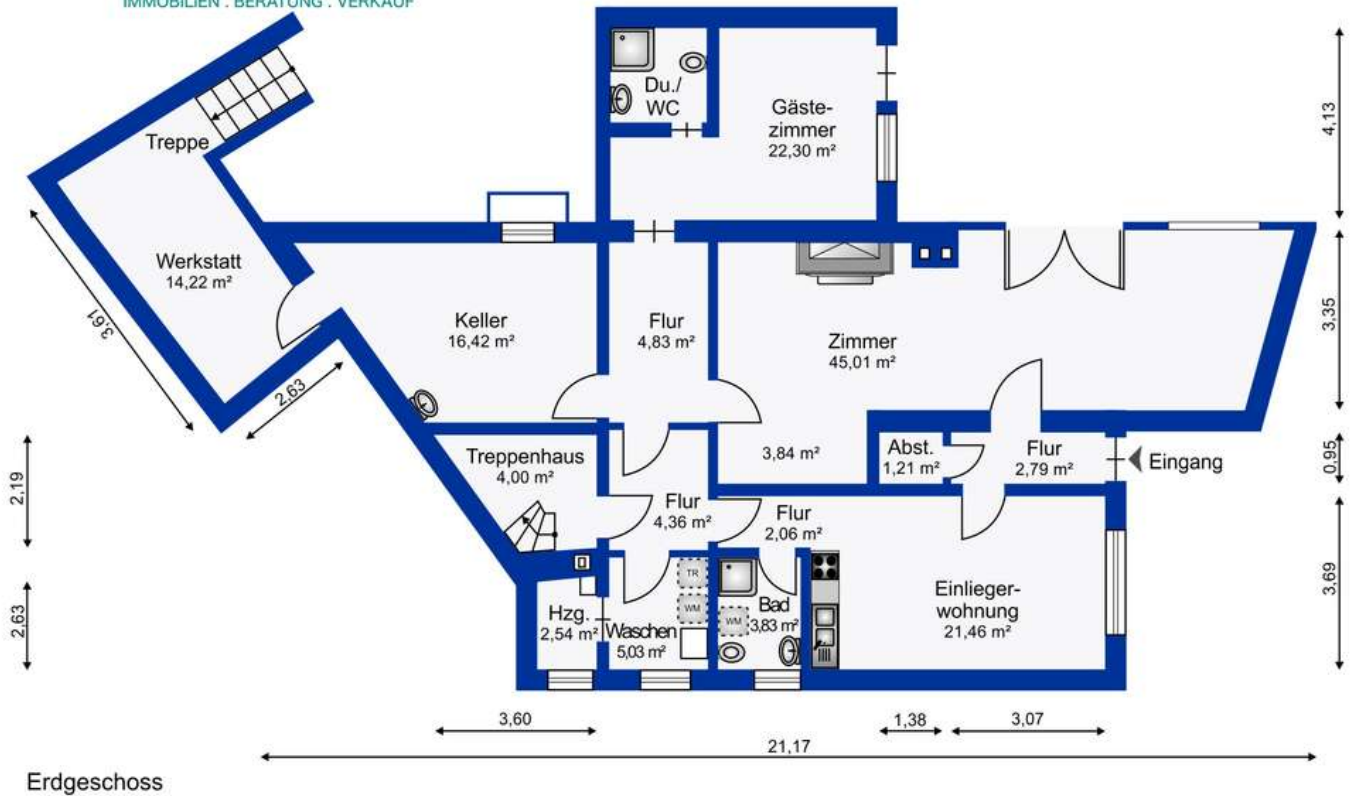 IMMOBILIEN . BERATUNG . VERKAUF
Du./
WC
Gäste-
zimmer
22,30 m²
4,13
Treppe
Werkstatt
14,22 m²
3,61
2,63
Keller
16,42 m²
Flur
4,83 m²
Zimmer
45,01 m²
3,35
3,84 m²
Abst.
1,21 m²
Flur
2,79 m²
Eingang
0,95
2,19
Treppenhaus
4,00 m²
Flur
4,36 m²
Flur
2,06 m²
Einlieger-
wohnung
21,46 m²
3,69
2,63
Hzg.
2,54 m²
TR
WM
Waschen
5,03 m²
WM
Bad
3,83 m²
3,60
1,38
3,07
21,17
Erdgeschoss